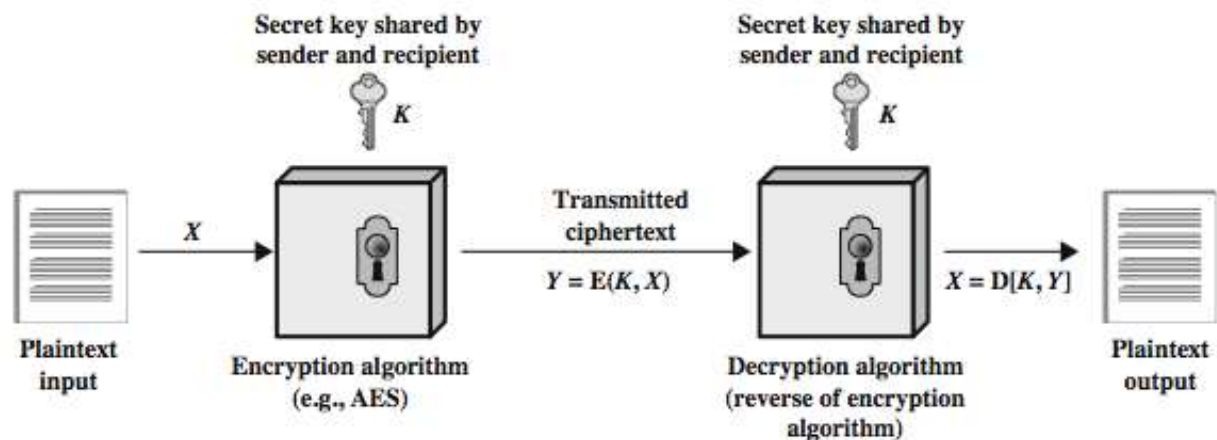 Secret key shared by
sender and recipient
K
Secret key shared by
sender and recipient
K
X
Transmitted
ciphertext
Y = E(K, X)
X = D[K, Y]
Plaintext
input
Encryption algorithm
(e.g., AES)
Decryption algorithm
(reverse of encryption
algorithm)
Plaintext
output